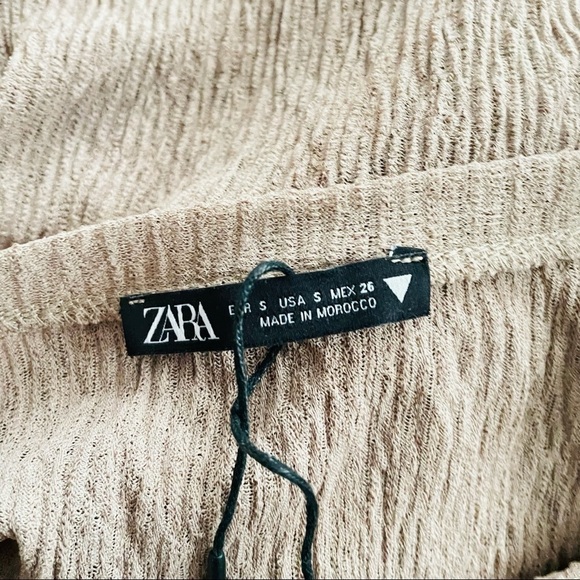 ZARA
EUR S USA S MEX 26
MADE IN MOROCCO